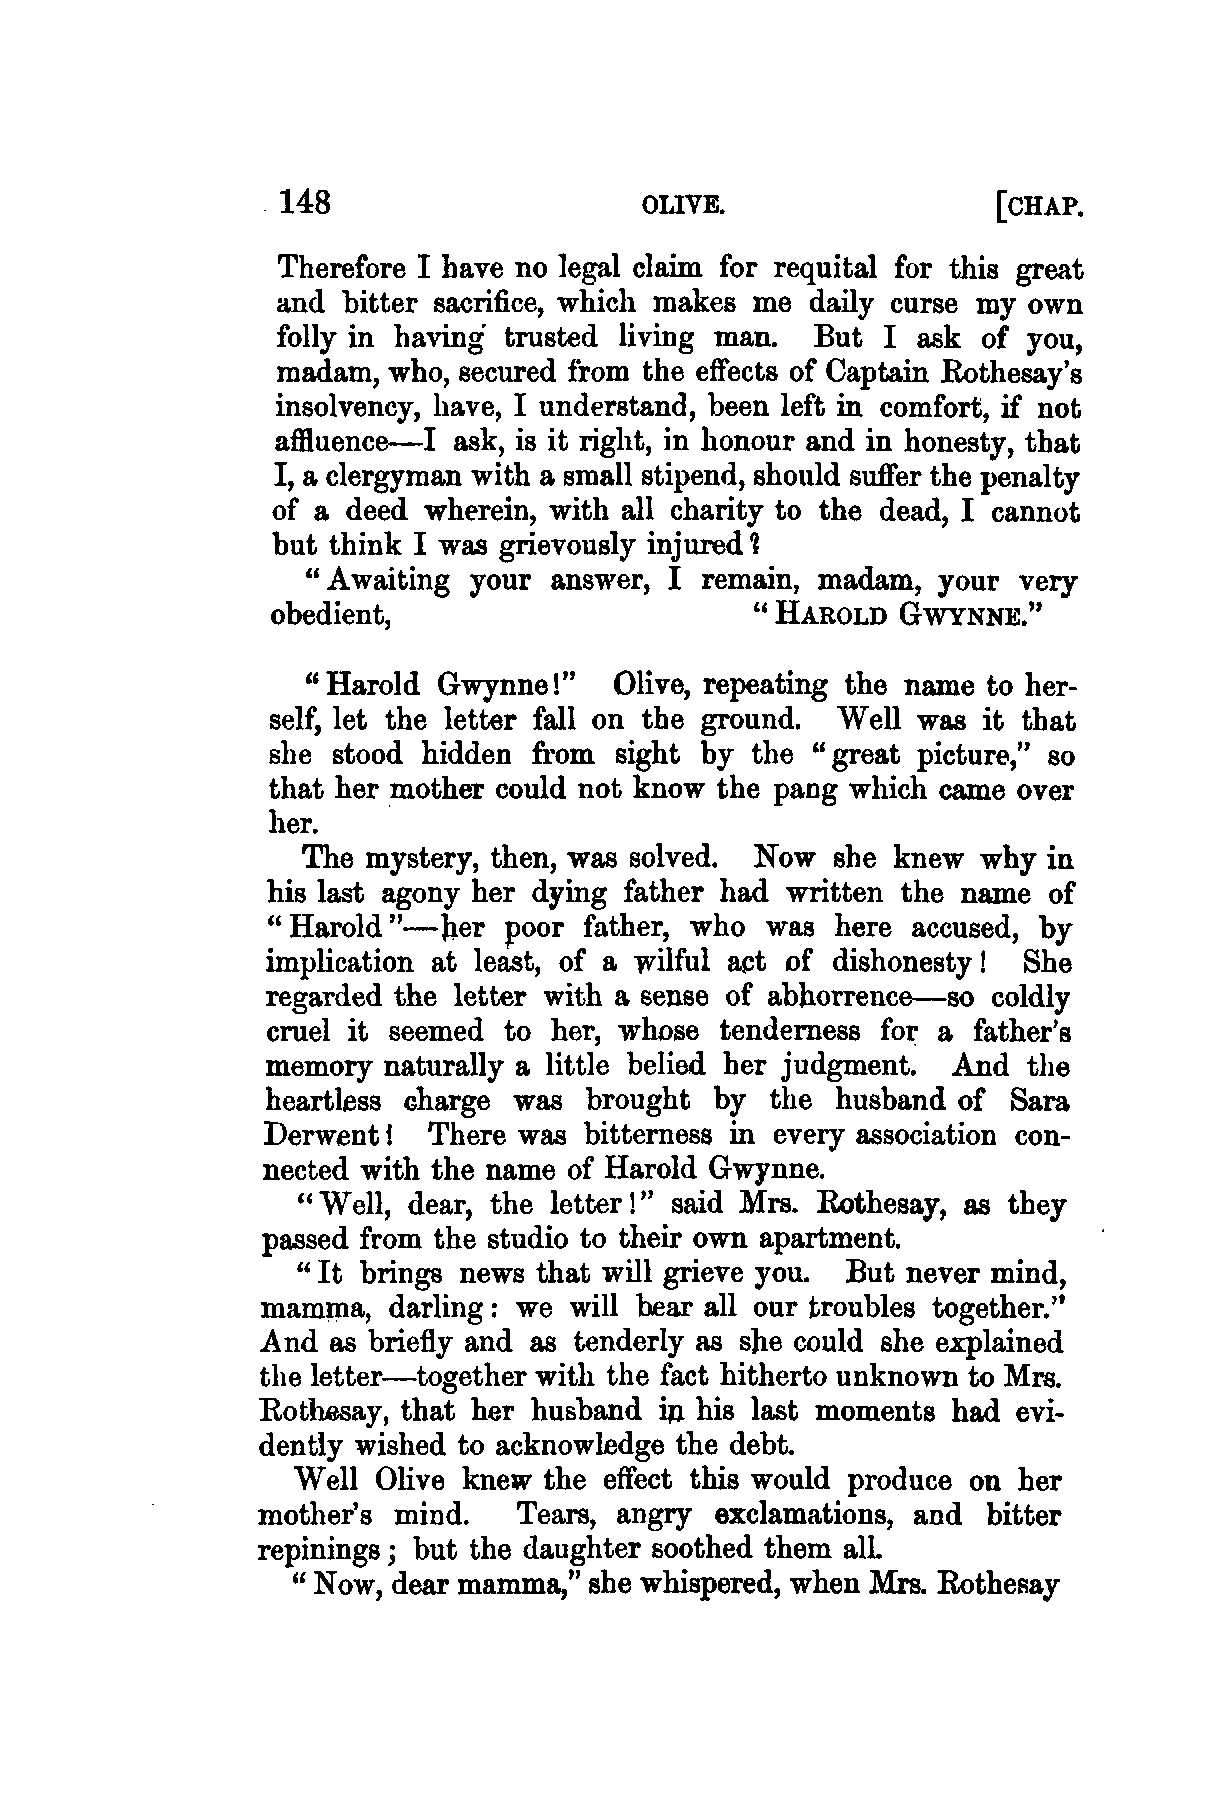 148 OLIVE. [CHAP.
Therefore I have no legal claim for requital for this great
and bitter sacrifice, which makes me daily curse my own
folly in having trusted living man. But I ask of you,
madam, who, secured from the effects of Captain Rothesay's
insolvency, have, I understand, been left in comfort, if not
affluence—I ask, is it right, in honour and in honesty, that
I, a clergyman with a small stipend, should suffer the penalty
of a deed wherein, with all charity to the dead, I cannot
but think I was grievously injured?
"Awaiting your answer, I remain, madam, your very
obedient, "HAROLD GWYNNE."
"Harold Gwynne!" Olive, repeating the name to her-
self, let the letter fall on the ground. Well was it that
she stood hidden from sight by the "great picture," so
that her mother could not know the pang which came over
her.
The mystery, then, was solved. Now she knew why in
his last agony her dying father had written the name of
"Harold"—her poor father, who was here accused, by
implication at least, of a wilful act of dishonesty! She
regarded the letter with a sense of abhorrence—so coldly
cruel it seemed to her, whose tenderness for a father's
memory naturally a little belied her judgment. And the
heartless charge was brought by the husband of Sara
Derwent! There was bitterness in every association con-
nected with the name of Harold Gwynne.
"Well, dear, the letter!" said Mrs. Rothesay, as they
passed from the studio to their own apartment.
"It brings news that will grieve you. But never mind,
mamma, darling: we will bear all our troubles together."
And as briefly and as tenderly as she could she explained
the letter—together with the fact hitherto unknown to Mrs.
Rothesay, that her husband in his last moments had evi-
dently wished to acknowledge the debt.
Well Olive knew the effect this would produce on her
mother's mind. Tears, angry exclamations, and bitter
repinings; but the daughter soothed them all.
"Now, dear mamma," she whispered, when Mrs. Rothesay